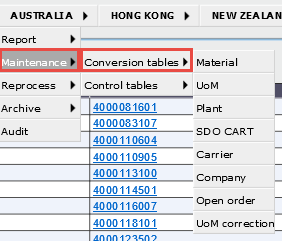 AUSTRALIA HONG KONG NEW ZEALAN
Report
Maintenance Conversion tables Material
UoM
Reprocess Control tables Plant
Archive 4000081601 SDO CART
Audit 4000083107
4000110604 Carrier
4000110905
4000113100 Company
4000114501 Open order
4000116007
4000118101 UoM correction
4000123502